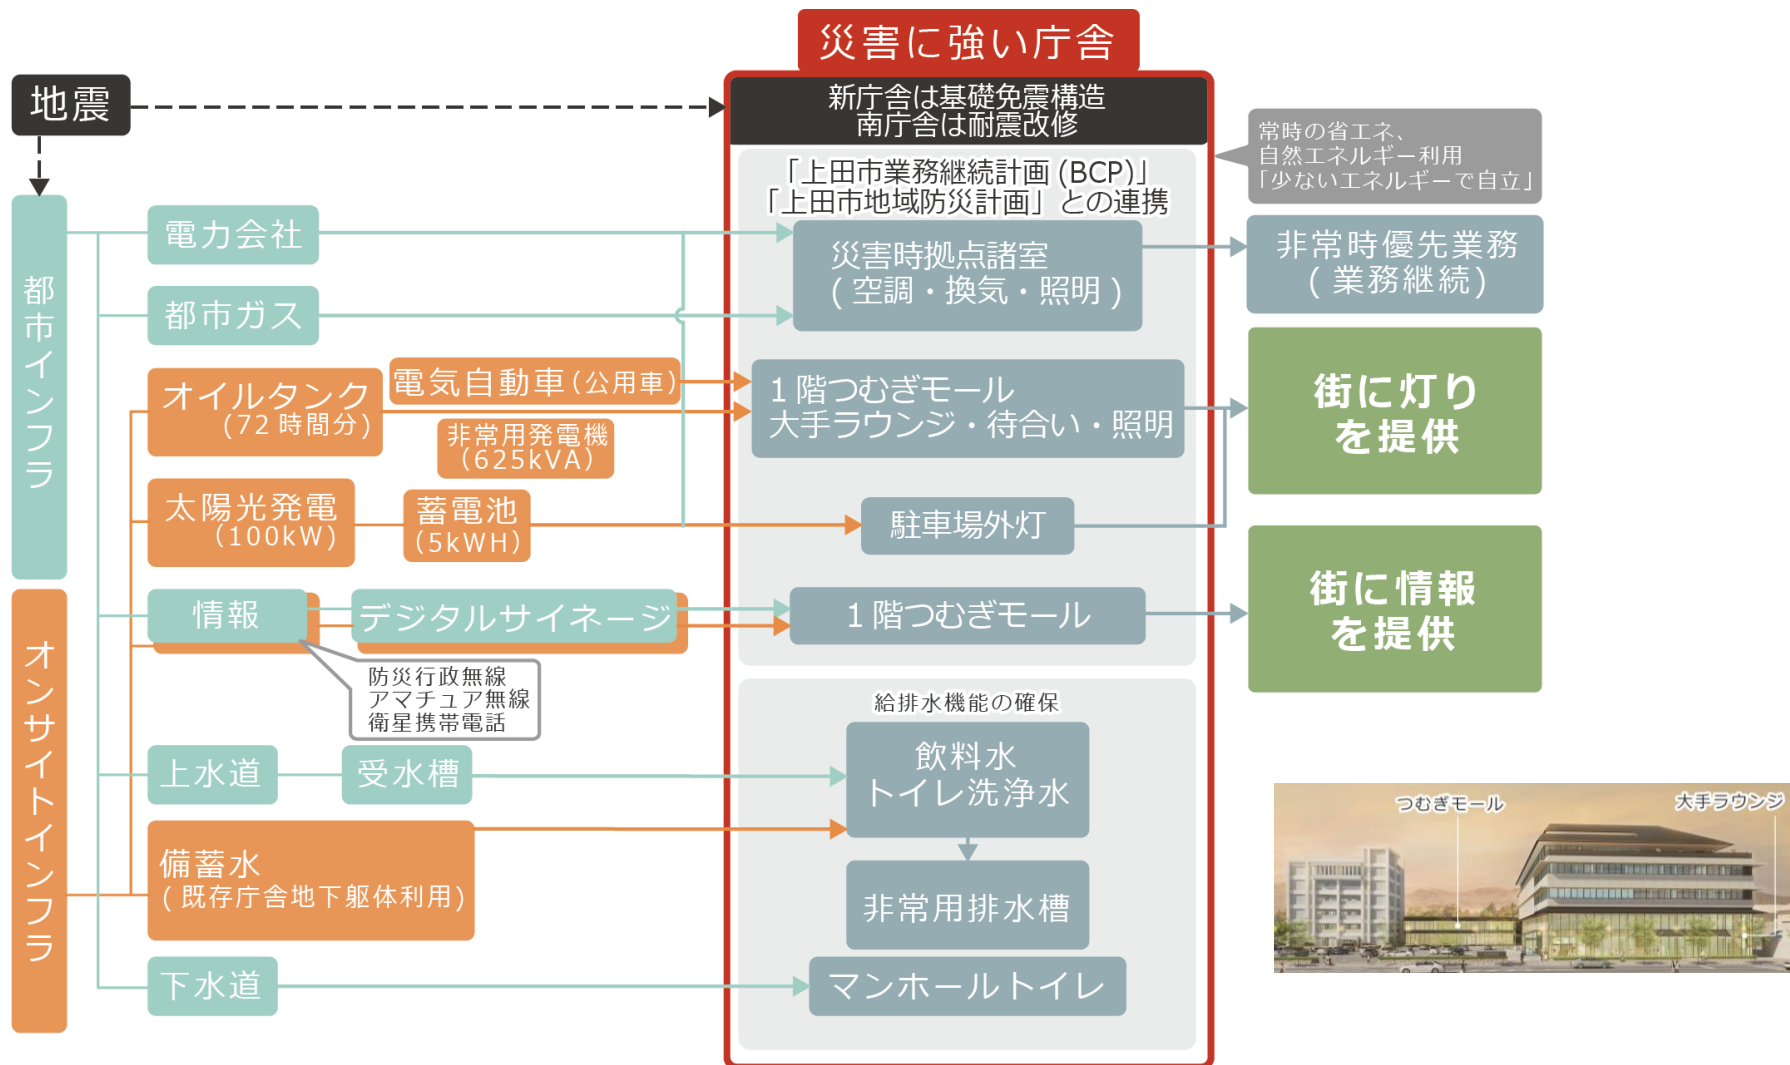 災害に強い庁舎
地震
新庁舎は基礎免震構造
南庁舎は耐震改修
常時の省エネ、
自然エネルギー利用
「少ないエネルギーで自立」
「上田市業務継続計画(BCP)」
「上田市地域防災計画」との連携
都市インフラ
電力会社
都市ガス
災害時拠点諸室
(空調・換気・照明)
非常時優先業務
(業務継続)
オイルタンク
(72時間分)
電気自動車(公用車)
非常用発電機
(625kVA)
1階つむぎモール
大手ラウンジ・待合い・照明
街に灯り
を提供
太陽光発電
(100kW)
蓄電池
(5kWH)
駐車場外灯
オンサイトインフラ
情報
デジタルサイネージ
1階つむぎモール
街に情報
を提供
防災行政無線
アマチュア無線
衛星携帯電話
給排水機能の確保
上水道
受水槽
飲料水
トイレ洗浄水
備蓄水
(既存庁舎地下躯体利用)
非常用排水槽
下水道
マンホールトイレ
つむぎモール
大手ラウンジ